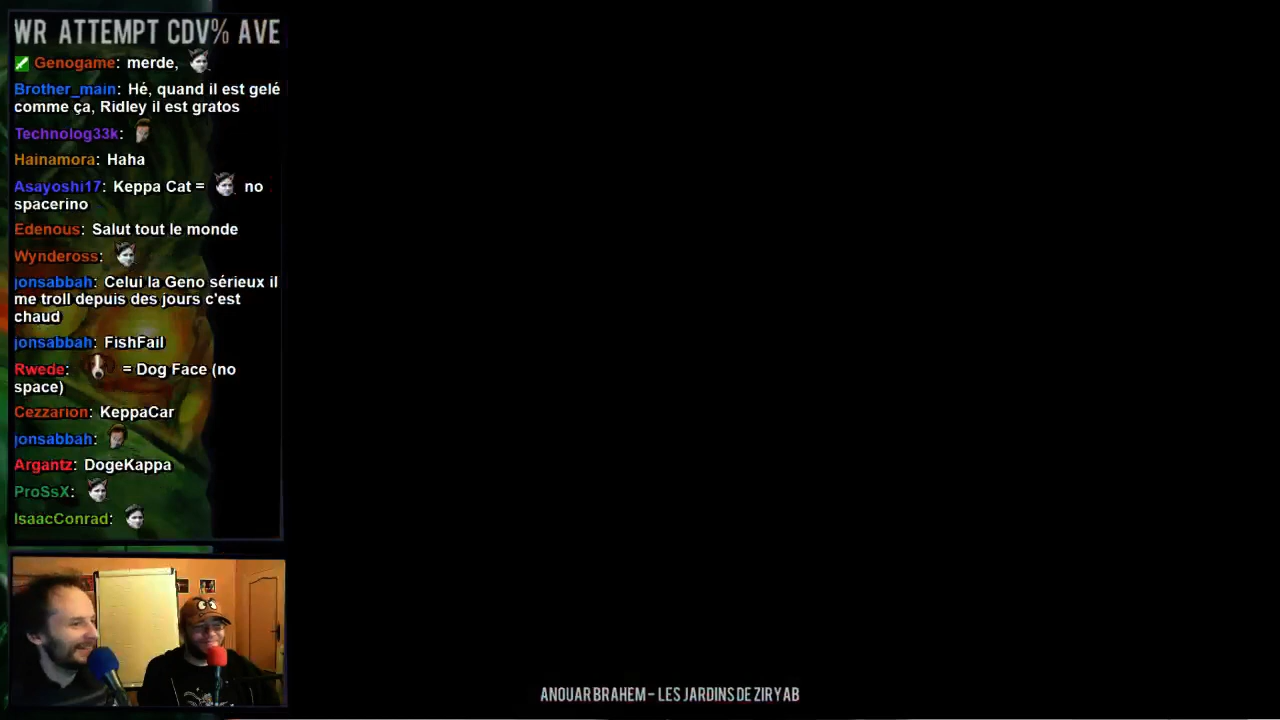 WR ATTEMPT CDV% AVE
Genogame: merde,
Brother_main: Hé, quand il est gelé
comme ça, Ridley il est gratos
Technolog33k:
Hainamora: Haha
Asayoshi17: Keppa Cat = no
spacerino
Edenous: Salut tout le monde
Wyndeross:
jonsabbah: Celui la Geno sérieux il
me troll depuis des jours c'est
chaud
jonsabbah: FishFail
Rwede: = Dog Face (no
space)
Cezzarion: KeppaCar
jonsabbah:
Argantz: DogeKappa
ProSsX:
IsaacConrad:
ANOUAR BRAHEM - LES JARDINS DE ZIRYAB